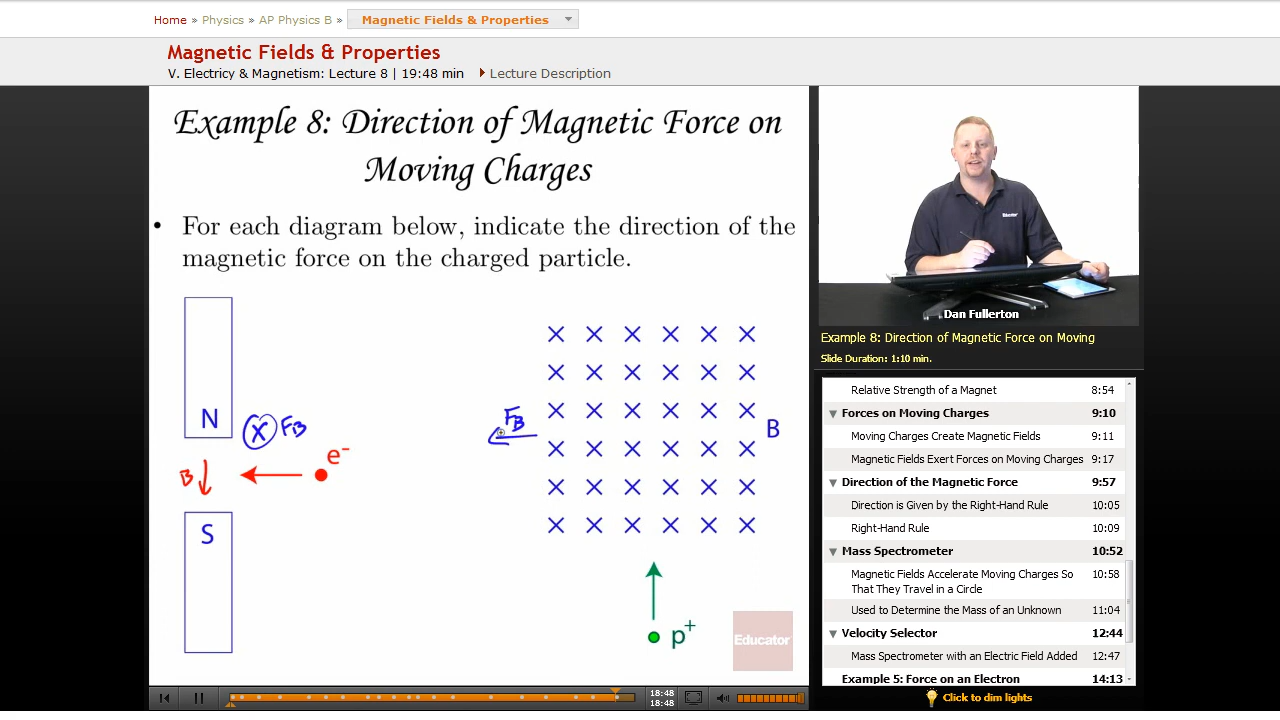 Home » Physics » AP Physics B » Magnetic Fields & Properties
Magnetic Fields & Properties
V. Electricy & Magnetism: Lecture 8 | 19:48 min Lecture Description
Example 8: Direction of Magnetic Force on
Moving Charges
• For each diagram below, indicate the direction of the
magnetic force on the charged particle.
N
X FB
B
e-
S
FB
B
p+
Educator
Educator
Dan Fullerton
Example 8: Direction of Magnetic Force on Moving
Slide Duration: 1:10 min.
Relative Strength of a Magnet 8:54
Forces on Moving Charges 9:10
Moving Charges Create Magnetic Fields 9:11
Magnetic Fields Exert Forces on Moving Charges 9:17
Direction of the Magnetic Force 9:57
Direction is Given by the Right-Hand Rule 10:05
Right-Hand Rule 10:09
Mass Spectrometer 10:52
Magnetic Fields Accelerate Moving Charges So 10:58
That They Travel in a Circle
Used to Determine the Mass of an Unknown 11:04
Velocity Selector 12:44
Mass Spectrometer with an Electric Field Added 12:47
Example 5: Force on an Electron 14:13
18:48
18:48
Click to dim lights